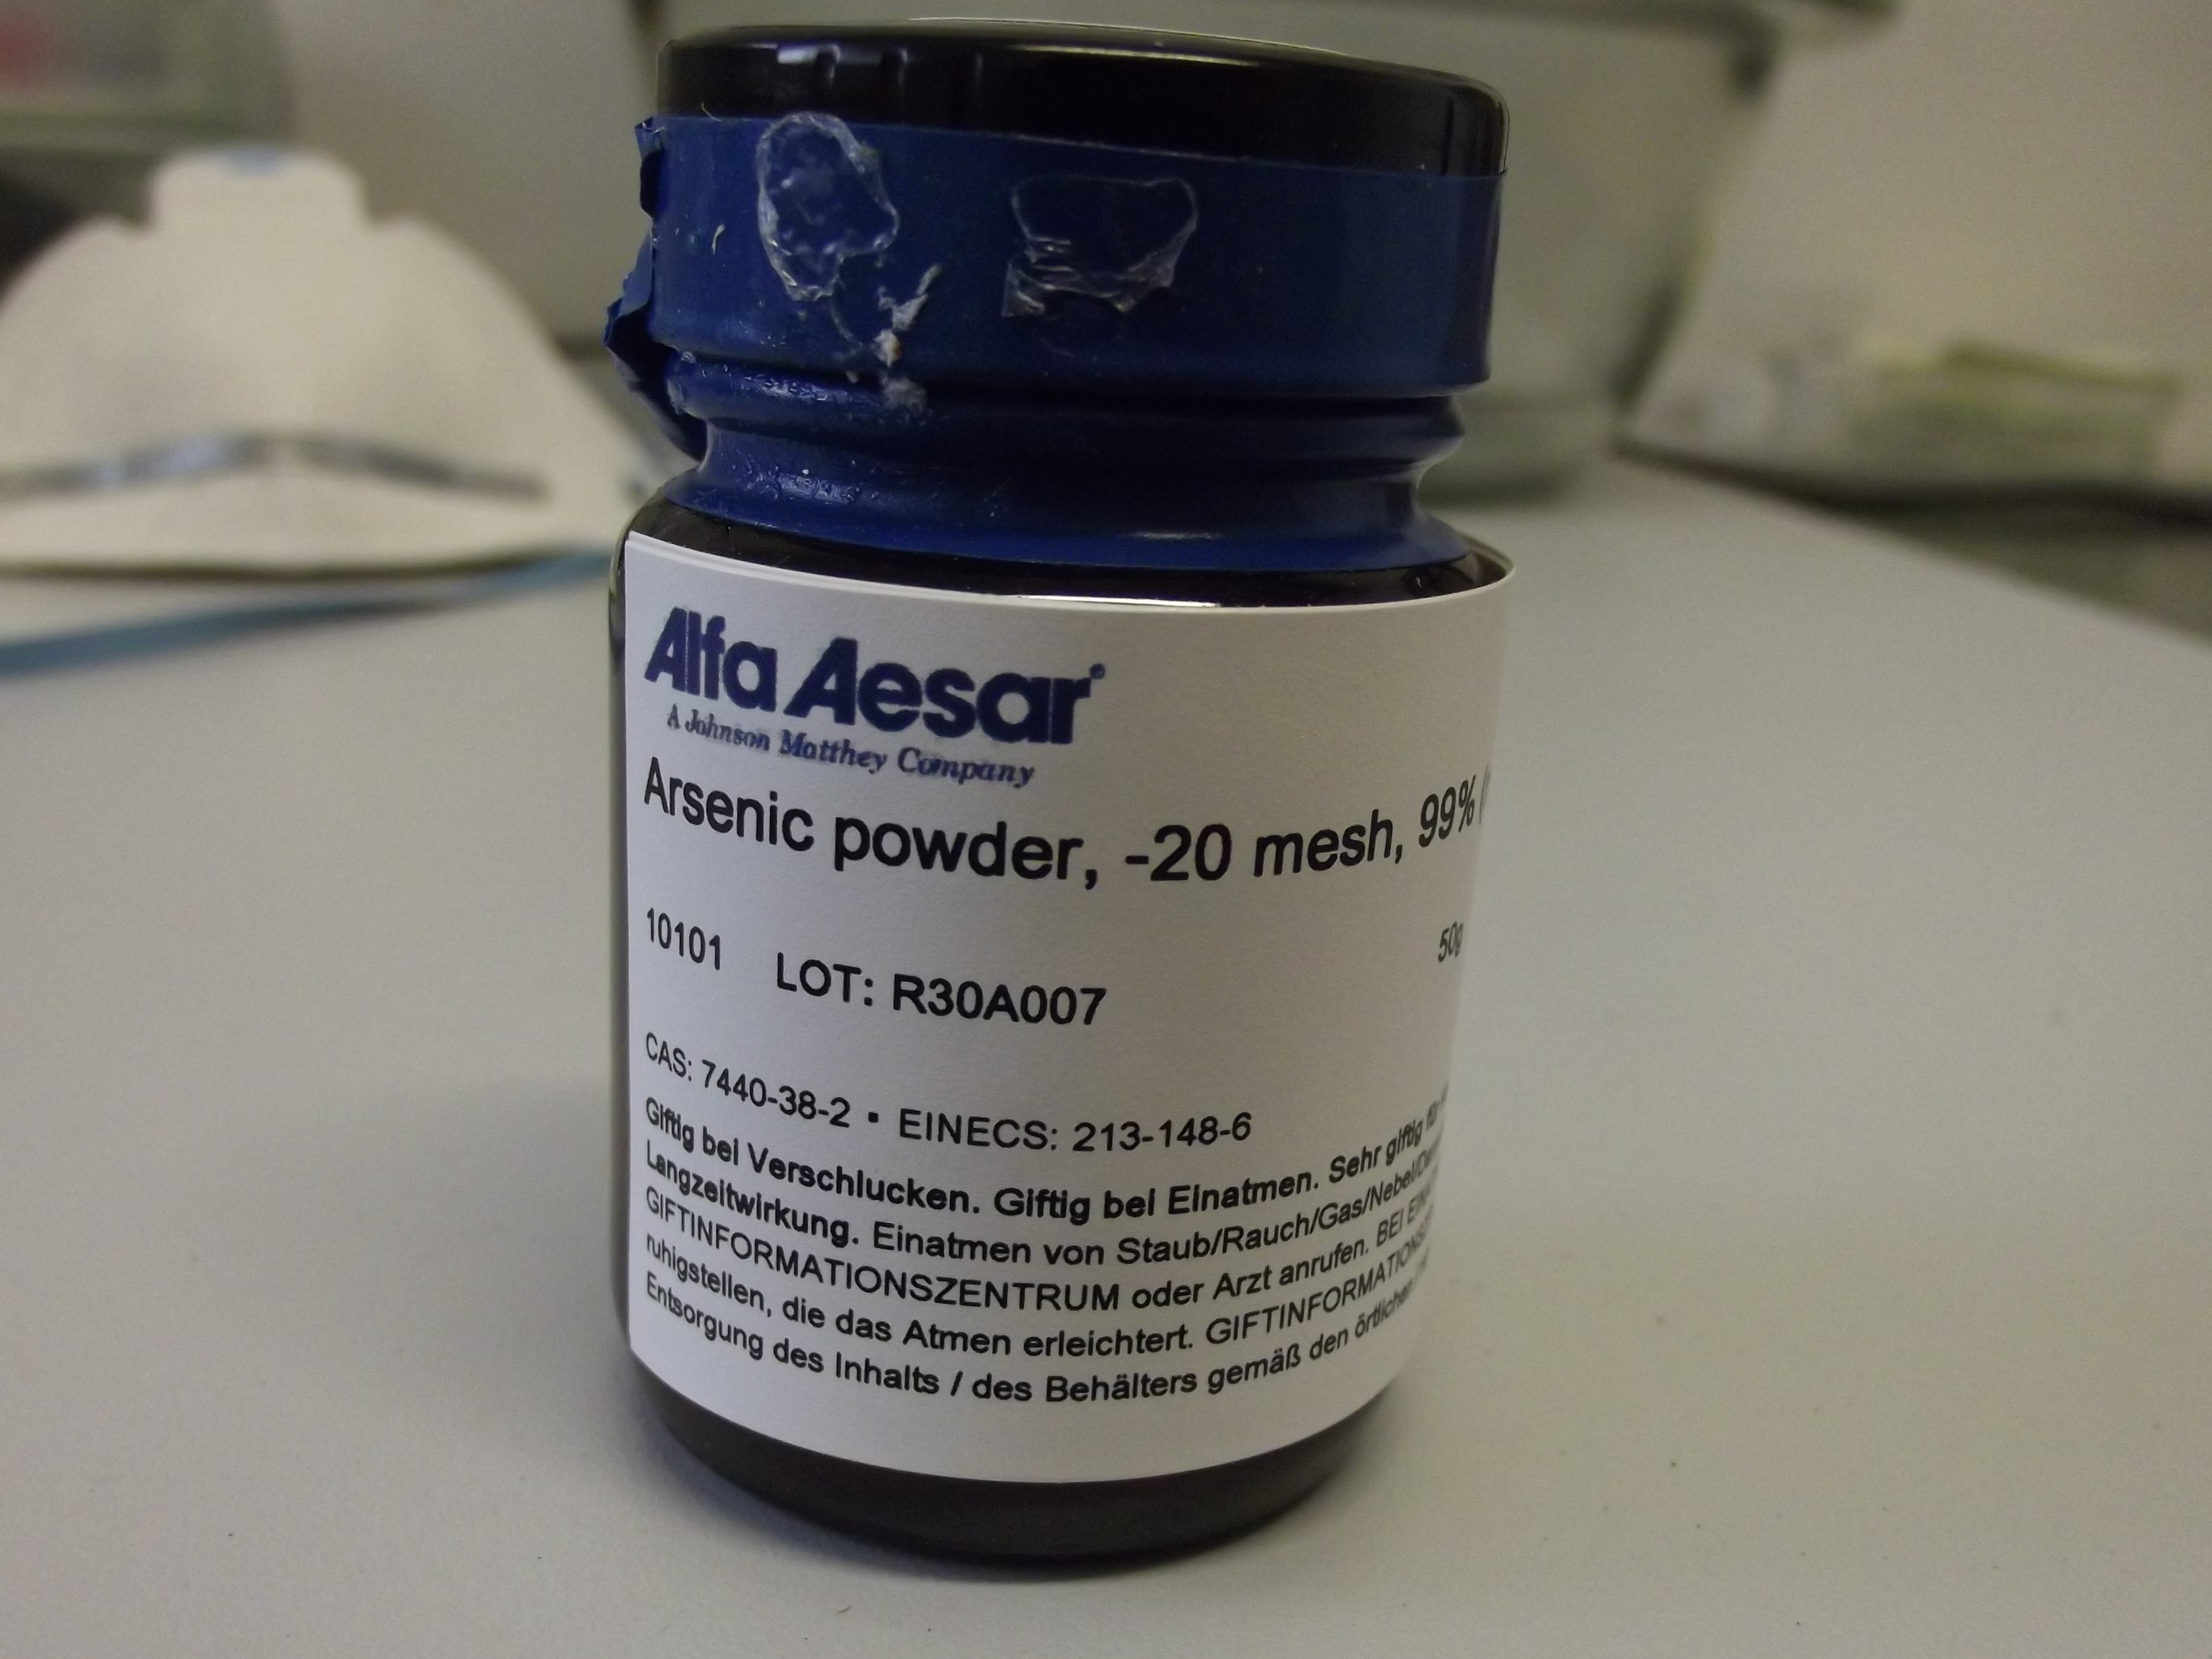 Alfa Aesar®
A Johnson Matthey Company
Arsenic powder, -20 mesh, 99%
10101 LOT: R30A007 50g
CAS: 7440-38-2 ▪ EINECS: 213-148-6
Giftig bei Verschlucken. Giftig bei Einatmen. Sehr giftig für
Langzeitwirkung. Einatmen von Staub/Rauch/Gas/Nebel/
GIFTINFORMATIONSZENTRUM oder Arzt anrufen. BEI
ruhigstellen, die das Atmen erleichtert.
Entsorgung des Inhalts / des Behälters gemäß den